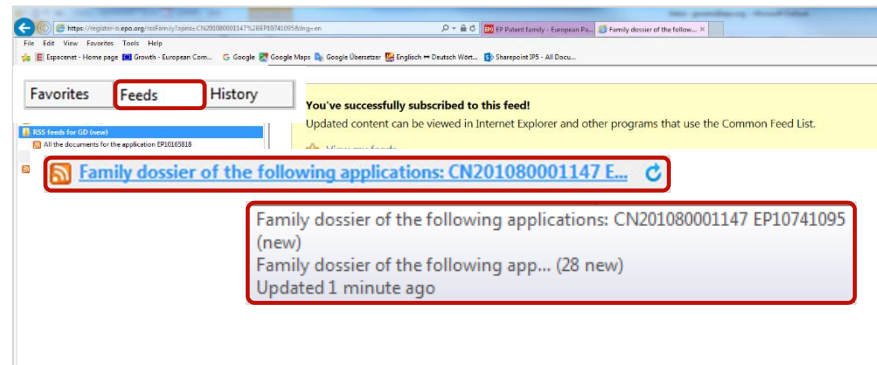 https://register.epo.org/rssFamily?apnu=CN201080001147%2BEP10741095&lng=en
EP Patent family - European Pa...
Family dossier of the follow...
File Edit View Favorites Tools Help
Espacenet - Home page
Growth - European Com...
Google
Google Maps
Google Übersetzer
Englisch ⇔ Deutsch Wört...
Sharepoint JPS - All Docu...
Favorites Feeds History
You've successfully subscribed to this feed!
Updated content can be viewed in Internet Explorer and other programs that use the Common Feed List.
View my feeds
RSS feeds for GD (new)
All the documents for the application EP10165818
Family dossier of the following applications: CN201080001147 E...
Family dossier of the following applications: CN201080001147 EP10741095
(new)
Family dossier of the following app... (28 new)
Updated 1 minute ago